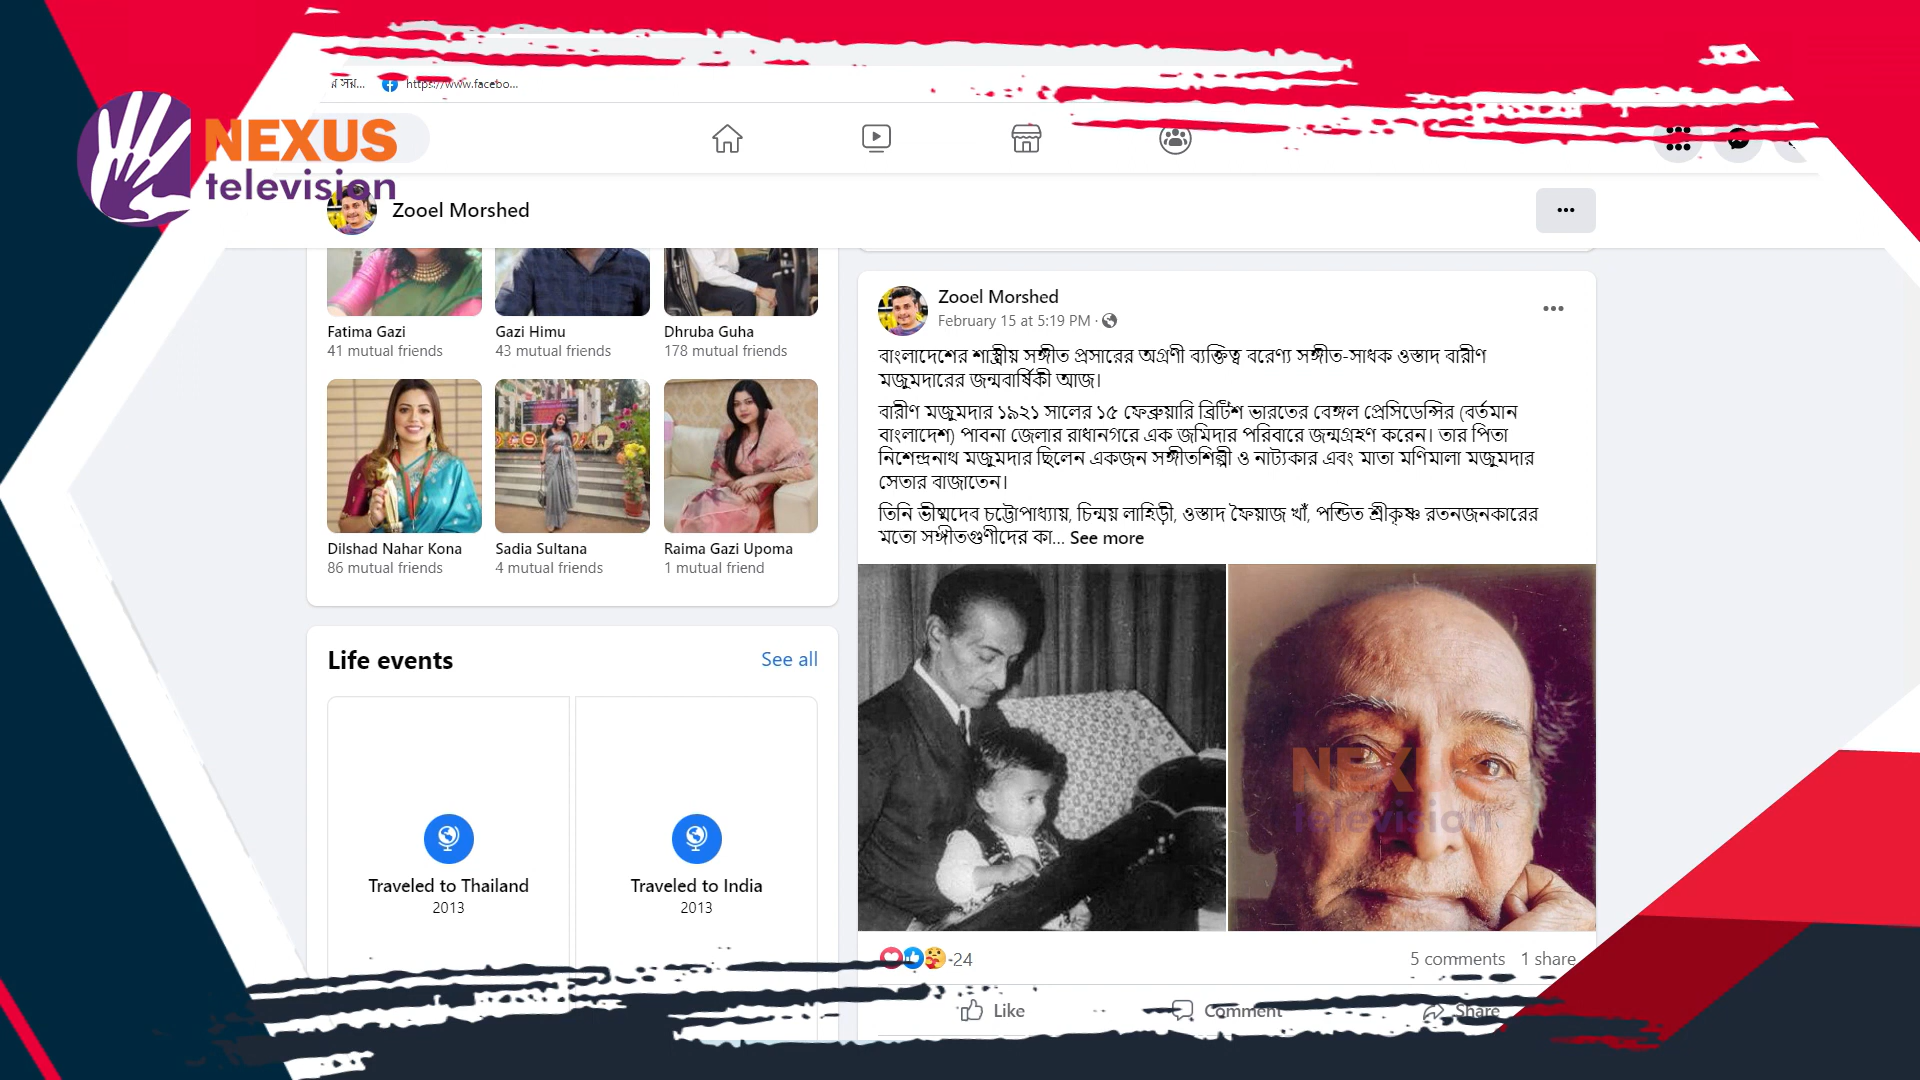 https://www.facebo...
NEXUS
television
Zooel Morshed
Fatima Gazi
41 mutual friends
Gazi Himu
43 mutual friends
Dhruba Guha
178 mutual friends
Dilshad Nahar Kona
86 mutual friends
Sadia Sultana
4 mutual friends
Raima Gazi Upoma
1 mutual friend
Life events
See all
Traveled to Thailand
2013
Traveled to India
2013
Zooel Morshed
February 15 at 5:19 PM ·
বাংলাদেশের শাস্ত্রীয় সঙ্গীত প্রসারের অগ্রণী ব্যক্তিত্ব বরেণ্য সঙ্গীত-সাধক ওস্তাদ বারীণ
মজুমদারের জন্মবার্ষিকী আজ।
বারীণ মজুমদার ১৯২১ সালের ১৫ ফেব্রুয়ারি ব্রিটিশ ভারতের বেঙ্গল প্রেসিডেন্সির (বর্তমান
বাংলাদেশ) পাবনা জেলার রাধানগরে এক জমিদার পরিবারে জন্মগ্রহণ করেন। তার পিতা
নিশেন্দ্রনাথ মজুমদার ছিলেন একজন সঙ্গীতশিল্পী ও নাট্যকার এবং মাতা মণিমালা মজুমদার
সেতার বাজাতেন।
তিনি ভীষ্মদেব চট্টোপাধ্যায়, চিন্ময় লাহিড়ী, ওস্তাদ ফৈয়াজ খাঁ, পন্ডিত শ্রীকৃষ্ণ রতনজনকারের
মতো সঙ্গীতগুণীদের কা... See more
NEXUS
television
24
5 comments 1 share
Like
Comment
Share